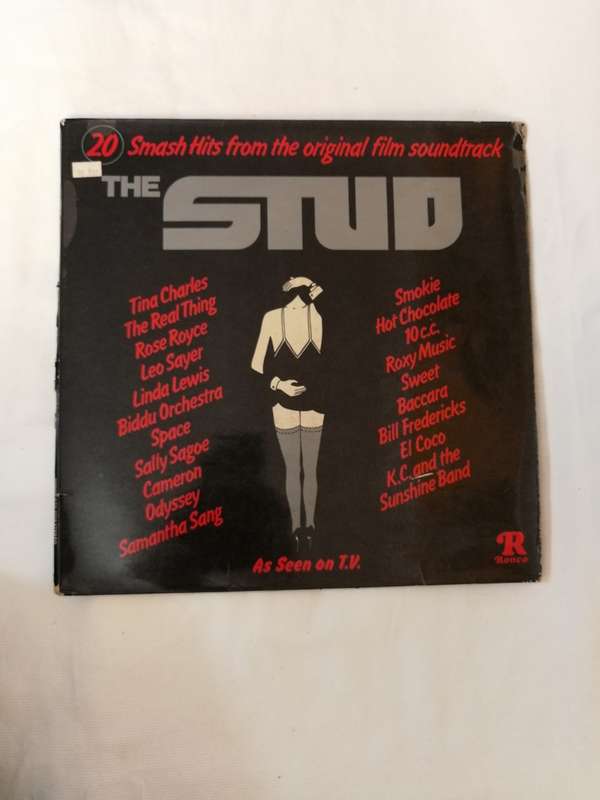 20 Smash Hits from the original film soundtrack
THE STUD
Tina Charles
The Real Thing
Rose Royce
Leo Sayer
Linda Lewis
Biddu Orchestra
Space
Sally Sagoe
Cameron
Odyssey
Samantha Sang
Smokie
Hot Chocolate
10 c.c.
Roxy Music
Sweet
Baccara
Bill Fredericks
El Coco
K.C. and the
Sunshine Band
As Seen on T.V.
R
Ronco